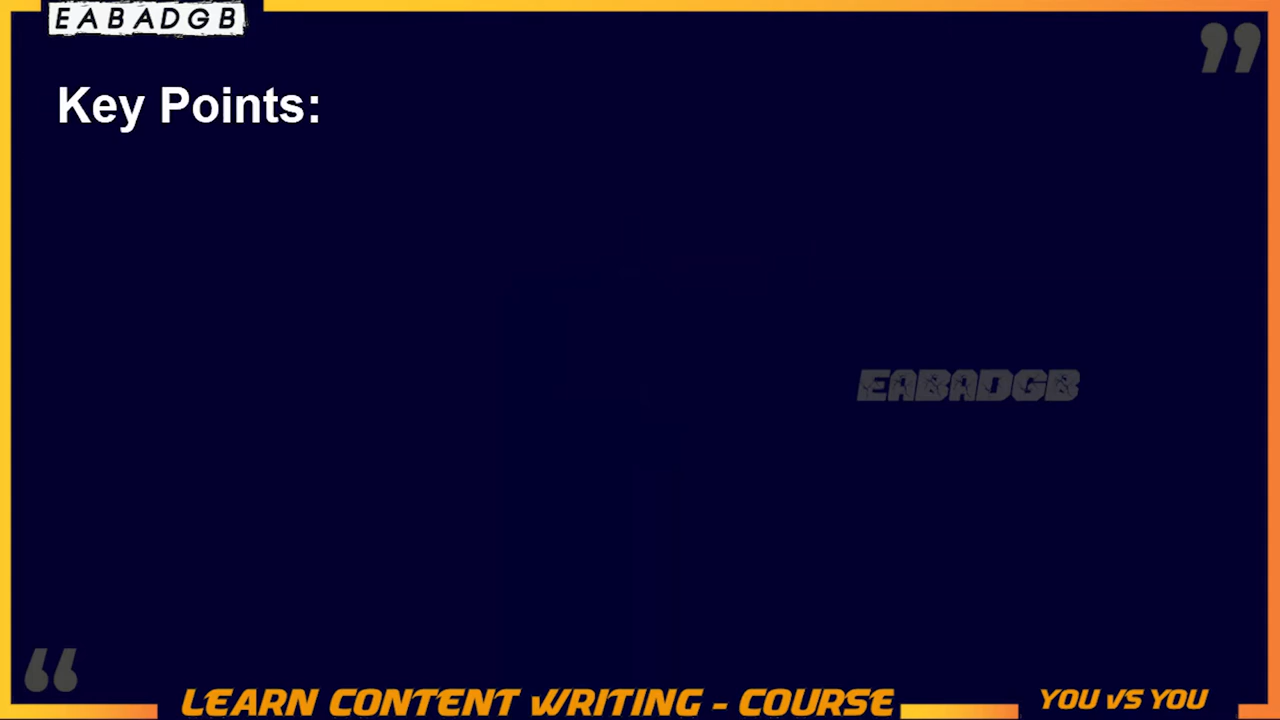 EABADGB
Key Points:
EABADGB
LEARN CONTENT WRITING - COURSE
YOU VS YOU